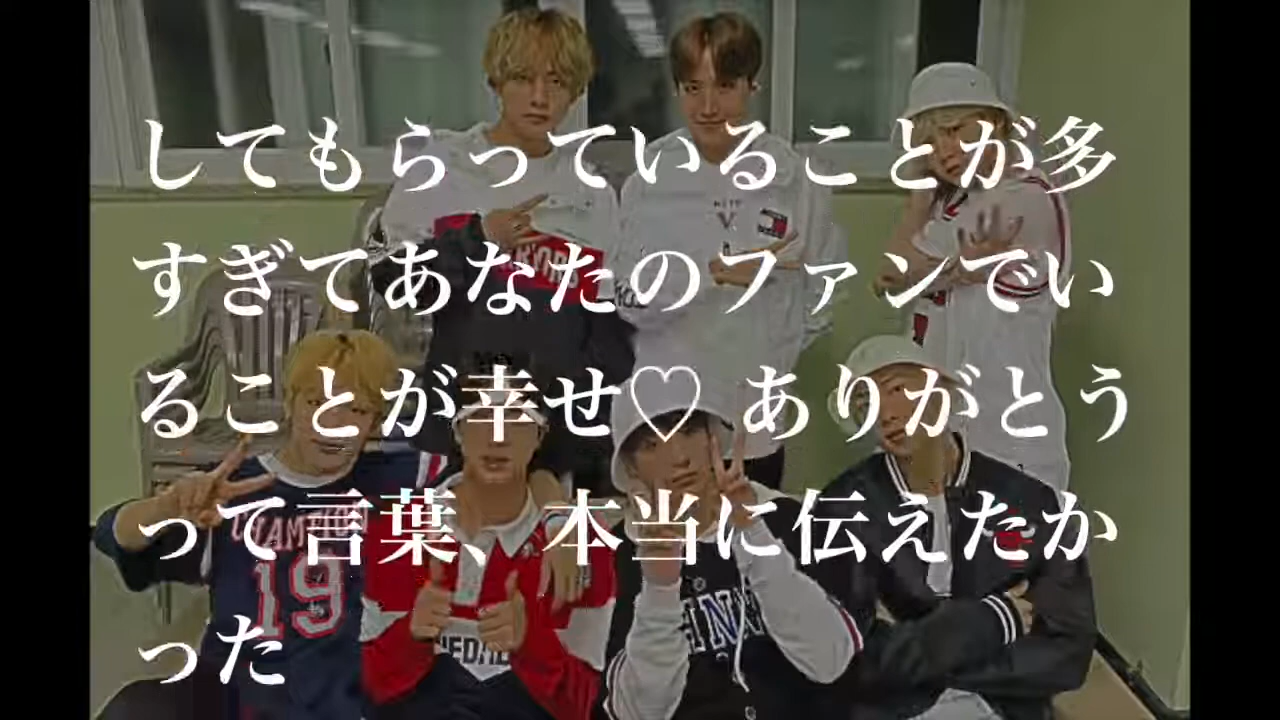 してもらっていることが多
すぎてあなたのファンでい
ることが幸せ♡ ありがとう
って言葉、本当に伝えたか
った
CHAMPION
19
V